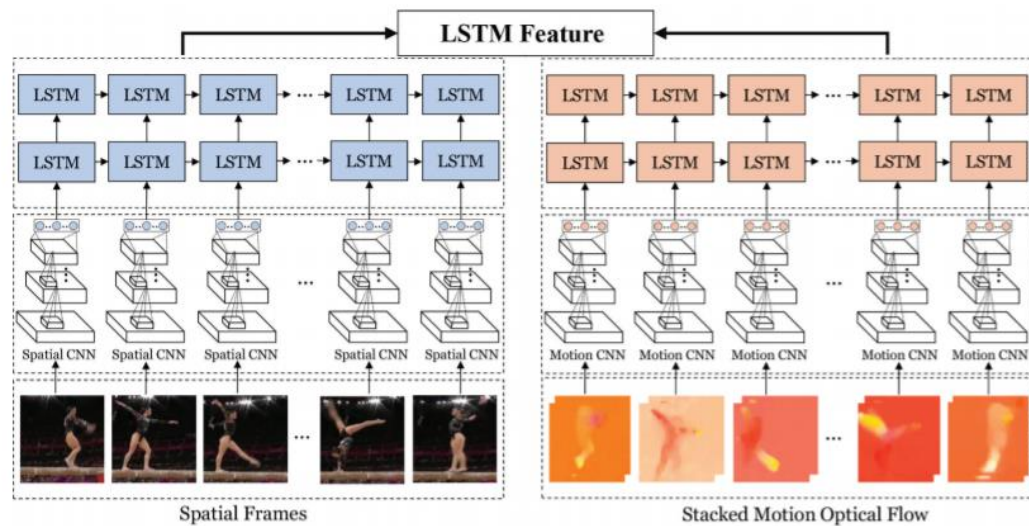 LSTM Feature
LSTM LSTM LSTM ... LSTM LSTM
LSTM LSTM LSTM ... LSTM LSTM
Spatial CNN Spatial CNN Spatial CNN ... Spatial CNN Spatial CNN
...
Spatial Frames
LSTM LSTM LSTM ... LSTM LSTM
LSTM LSTM LSTM ... LSTM LSTM
Motion CNN Motion CNN Motion CNN ... Motion CNN Motion CNN
...
Stacked Motion Optical Flow